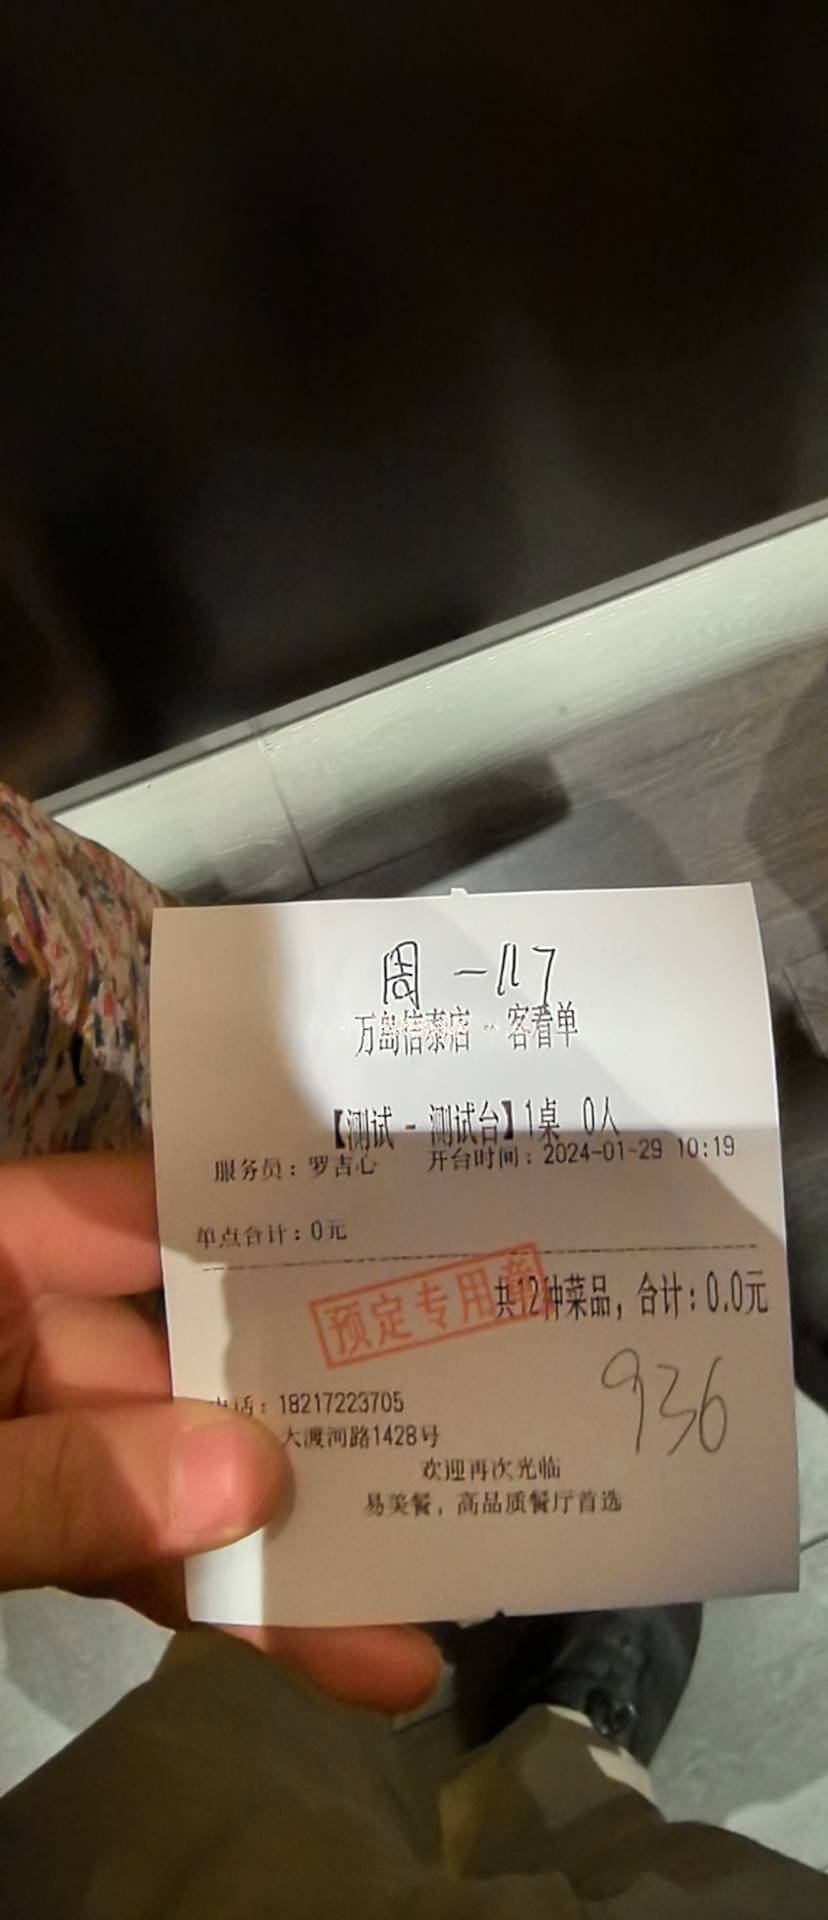 周 -117
万岛信泰店 - 客看单
【测试 - 测试台】1桌 0人
服务员：罗吉心 开台时间：2024-01-29 10:19
单点合计：0元
共12种菜品，合计：0.0元
预定专用章
936
电话：18217223705
大渡河路1428号
欢迎再次光临
易美餐，高品质餐厅首选